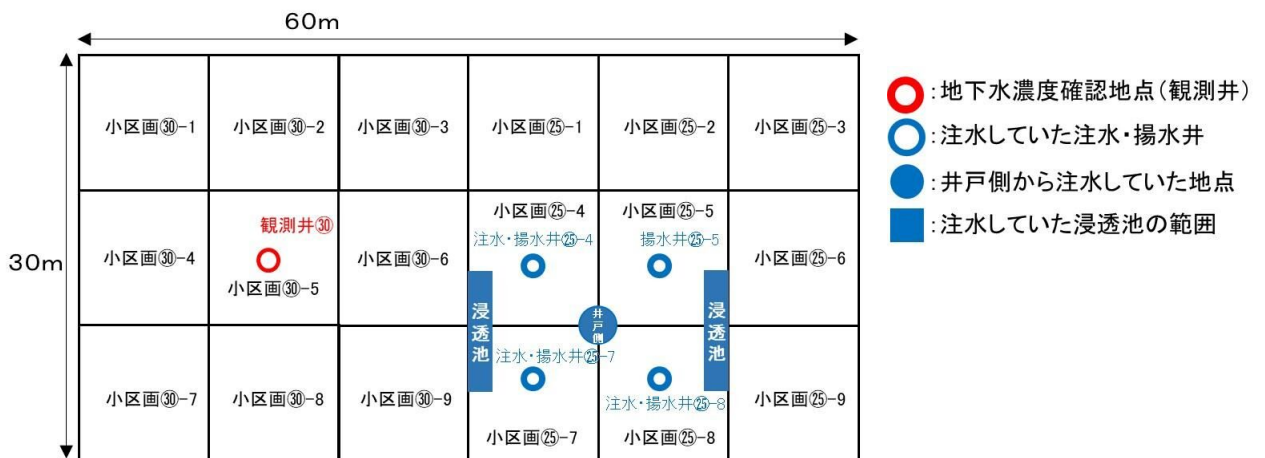 60m
30m
小区画㉚-1
小区画㉚-2
小区画㉚-3
小区画㉕-1
小区画㉕-2
小区画㉕-3
小区画㉚-4
観測井㉚
小区画㉚-5
小区画㉚-6
小区画㉕-4
注水・揚水井㉕-4
小区画㉕-5
揚水井㉕-5
小区画㉕-6
浸透池
井戸側
浸透池
小区画㉚-7
小区画㉚-8
小区画㉚-9
注水・揚水井㉕-7
小区画㉕-7
注水・揚水井㉕-8
小区画㉕-8
小区画㉕-9
:地下水濃度確認地点(観測井)
:注水していた注水・揚水井
:井戸側から注水していた地点
:注水していた浸透池の範囲